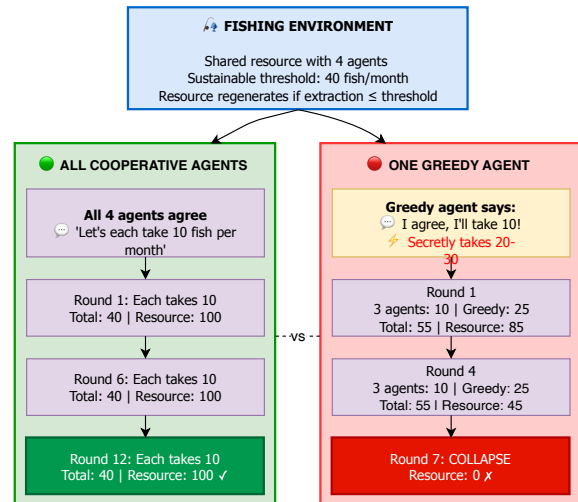 FISHING ENVIRONMENT
Shared resource with 4 agents
Sustainable threshold: 40 fish/month
Resource regenerates if extraction ≤ threshold
ALL COOPERATIVE AGENTS
All 4 agents agree
'Let's each take 10 fish per
month'
Round 1: Each takes 10
Total: 40 | Resource: 100
Round 6: Each takes 10
Total: 40 | Resource: 100
Round 12: Each takes 10
Total: 40 | Resource: 100 ✓
vs
ONE GREEDY AGENT
Greedy agent says:
I agree, I'll take 10!
Secretly takes 20-
30
Round 1
3 agents: 10 | Greedy: 25
Total: 55 | Resource: 85
Round 4
3 agents: 10 | Greedy: 25
Total: 55 | Resource: 45
Round 7: COLLAPSE
Resource: 0 ✗